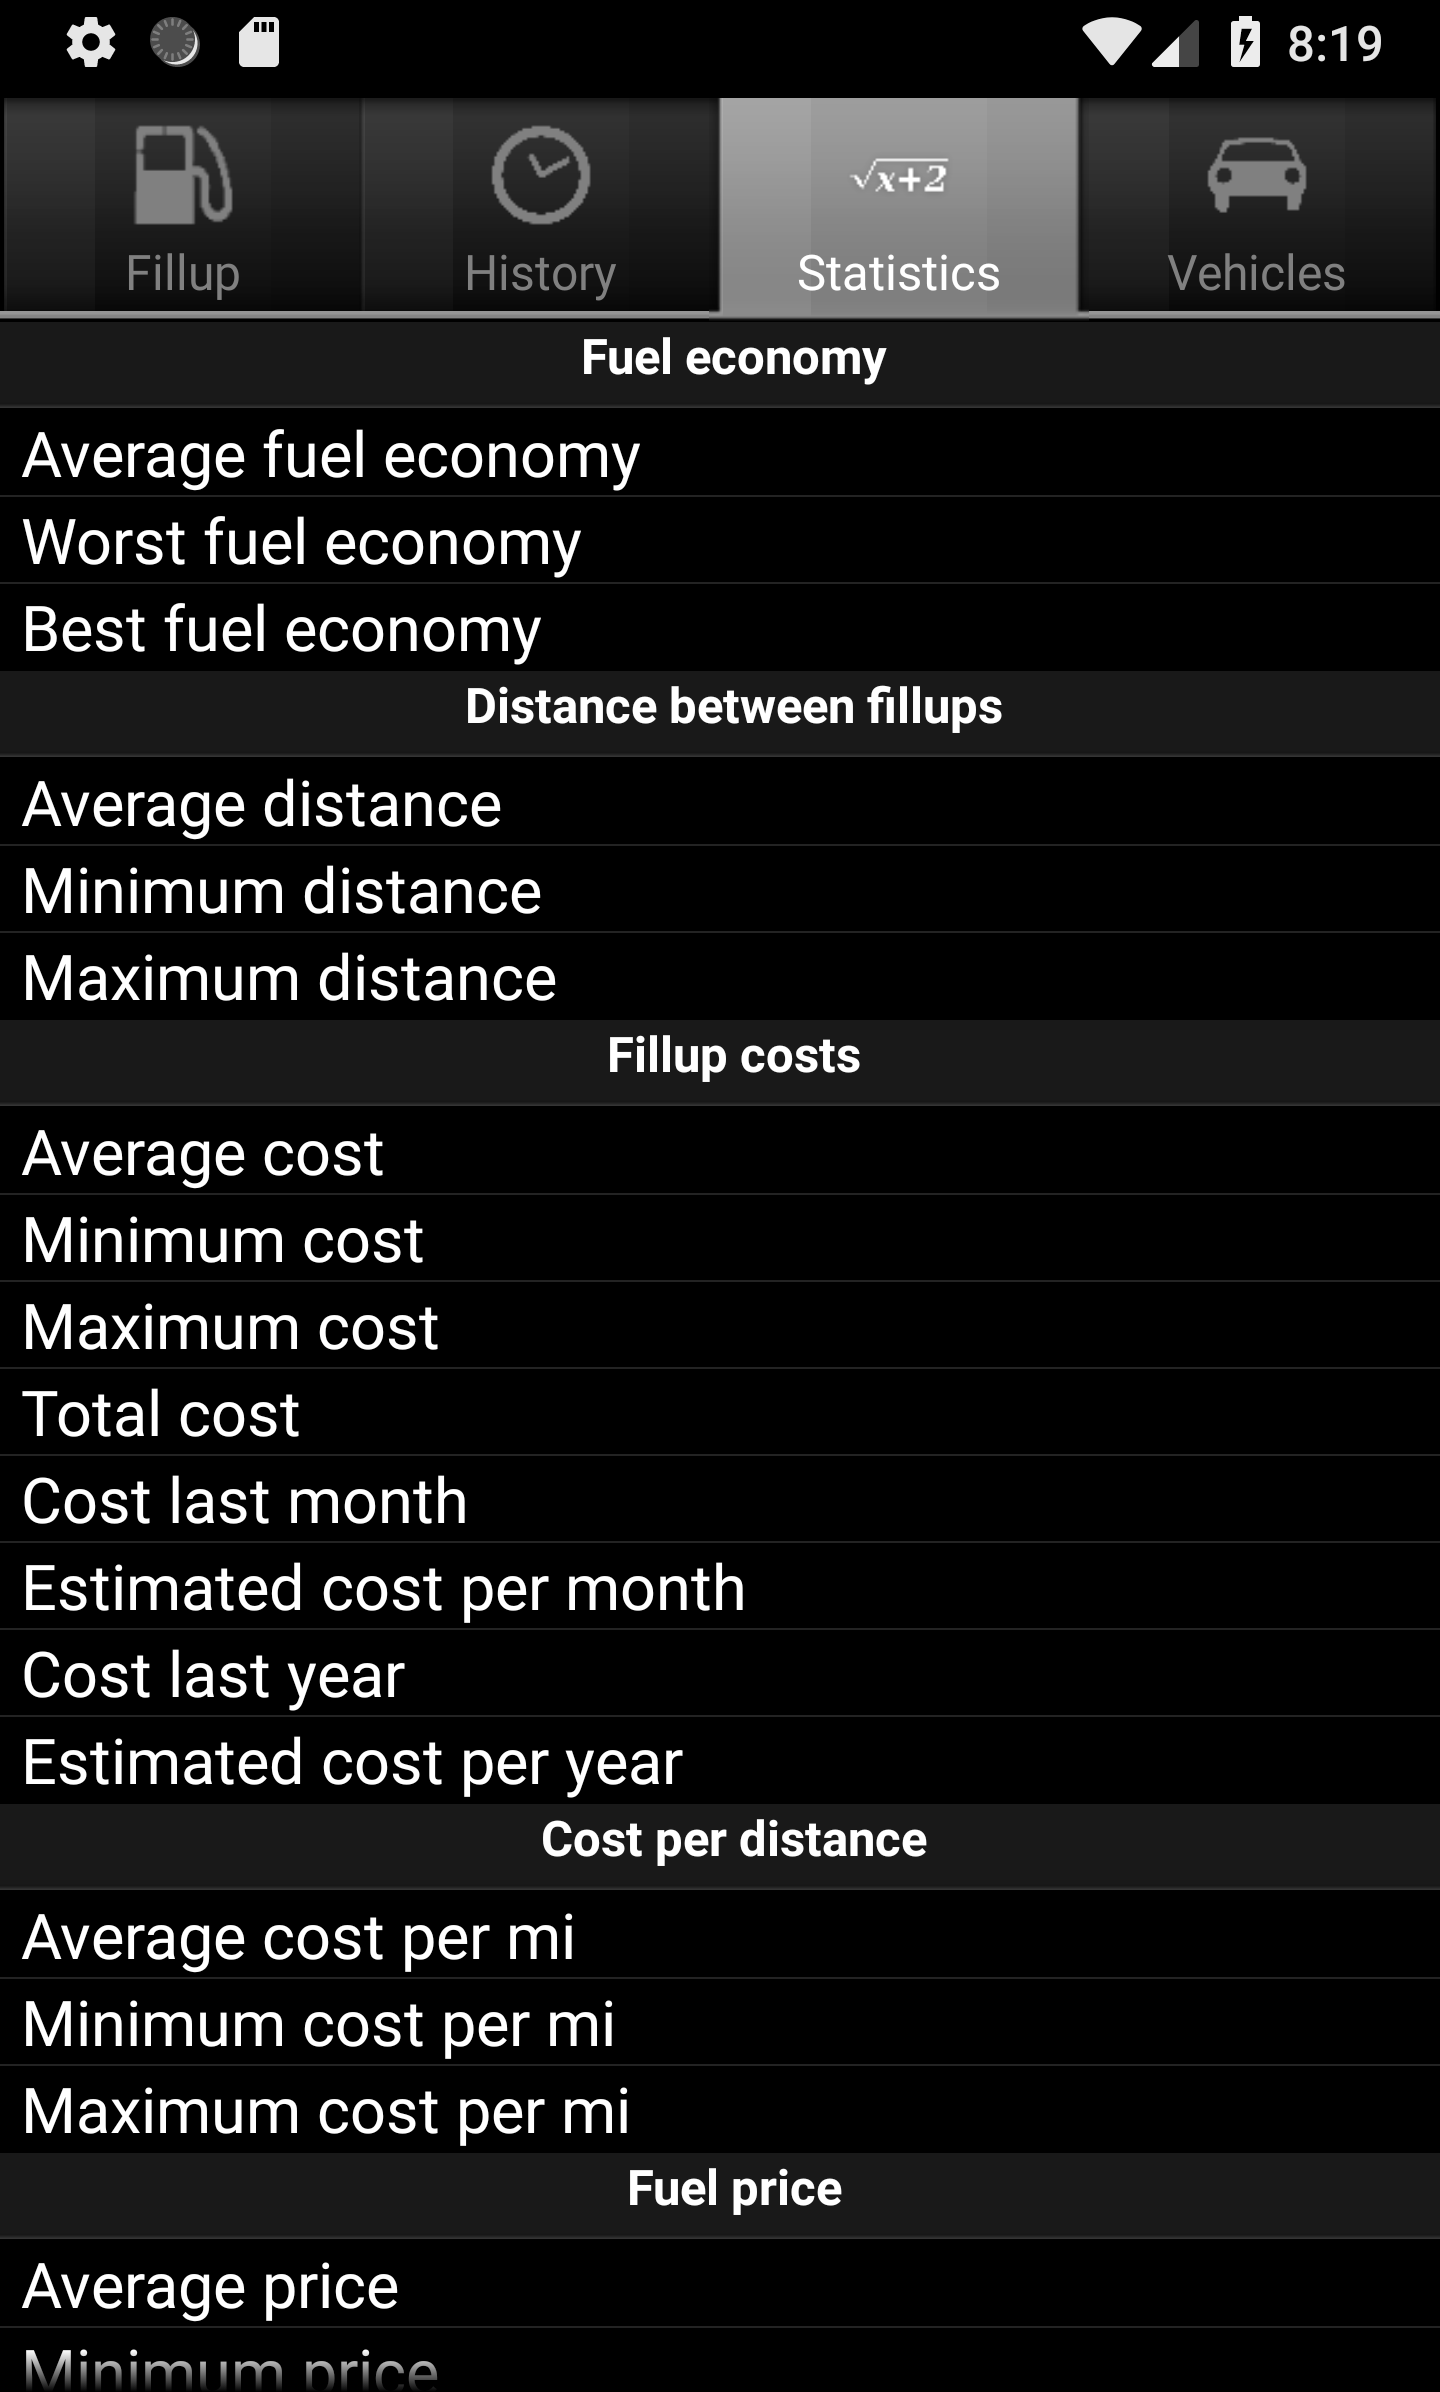 8:19
√x+2
Fillup
History
Statistics
Vehicles
Fuel economy
Average fuel economy
Worst fuel economy
Best fuel economy
Distance between fillups
Average distance
Minimum distance
Maximum distance
Fillup costs
Average cost
Minimum cost
Maximum cost
Total cost
Cost last month
Estimated cost per month
Cost last year
Estimated cost per year
Cost per distance
Average cost per mi
Minimum cost per mi
Maximum cost per mi
Fuel price
Average price
Minimum price